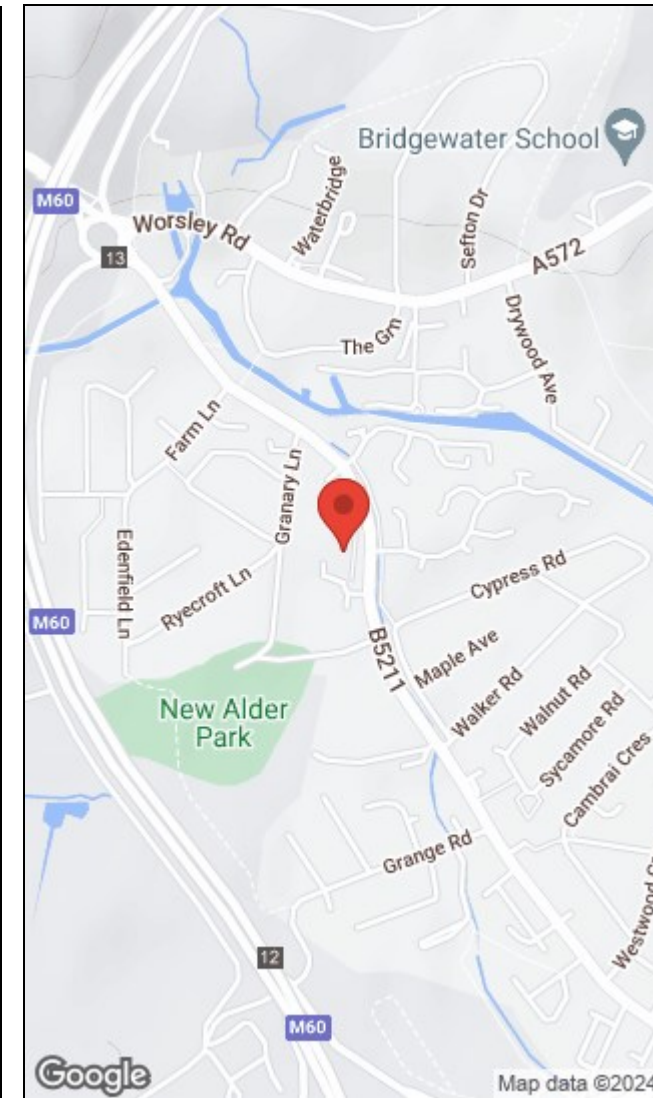 Bridgewater School
M60
Worsley Rd
Waterbridge
Sefton Dr
A572
13
The Grn
Drywood Ave
Farm Ln
Granary Ln
Edenfield Ln
Ryecroft Ln
Cypress Rd
M60
B5211
Maple Ave
New Alder
Park
Walker Rd
Walnut Rd
Sycamore Rd
Cambrai Cres
Grange Rd
Westwood C
12
M60
Google
Map data ©2024